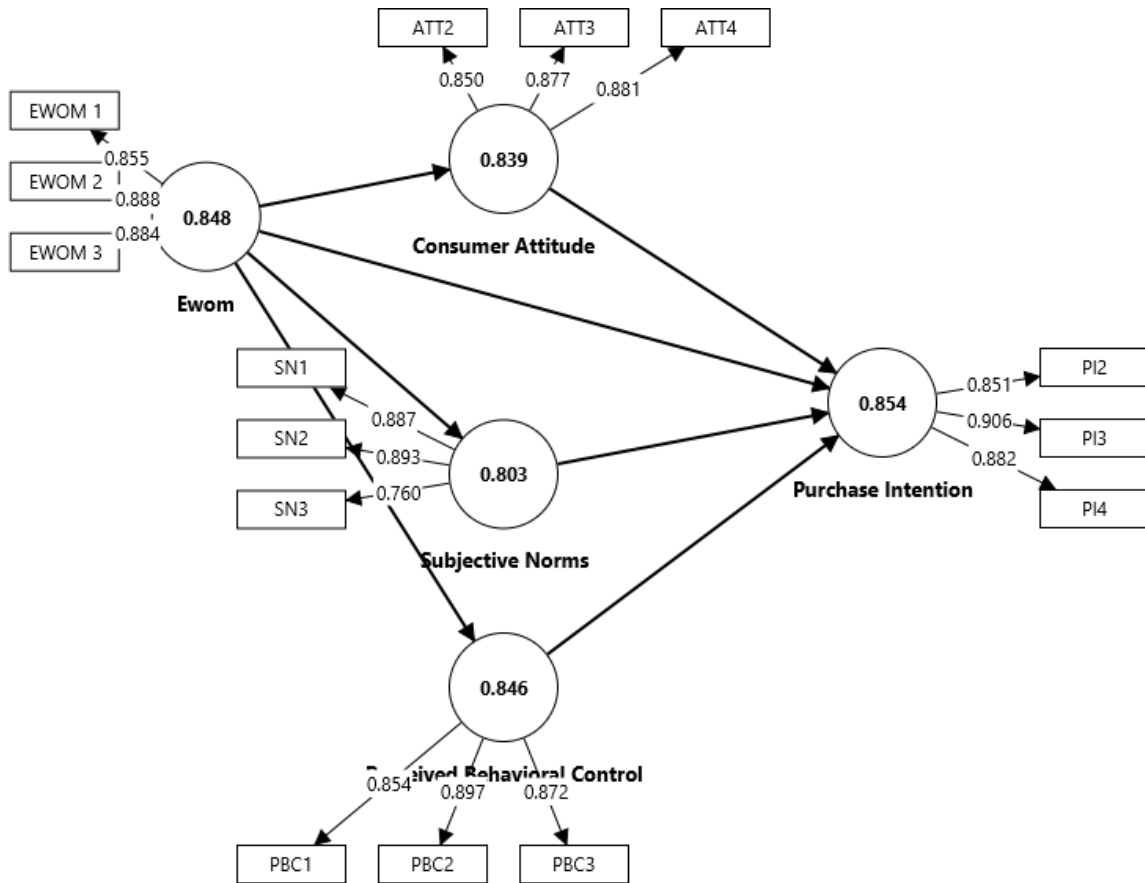 ATT2
ATT3
ATT4
0.850
0.877
0.881
EWOM 1
EWOM 2
EWOM 3
0.855
0.888
0.884
0.848
Ewom
0.839
Consumer Attitude
SN1
SN2
SN3
0.887
0.893
0.760
0.803
Subjective Norms
0.854
Purchase Intention
0.851
0.906
0.882
PI2
PI3
PI4
0.846
Behavioral Control
0.854
0.897
0.872
PBC1
PBC2
PBC3